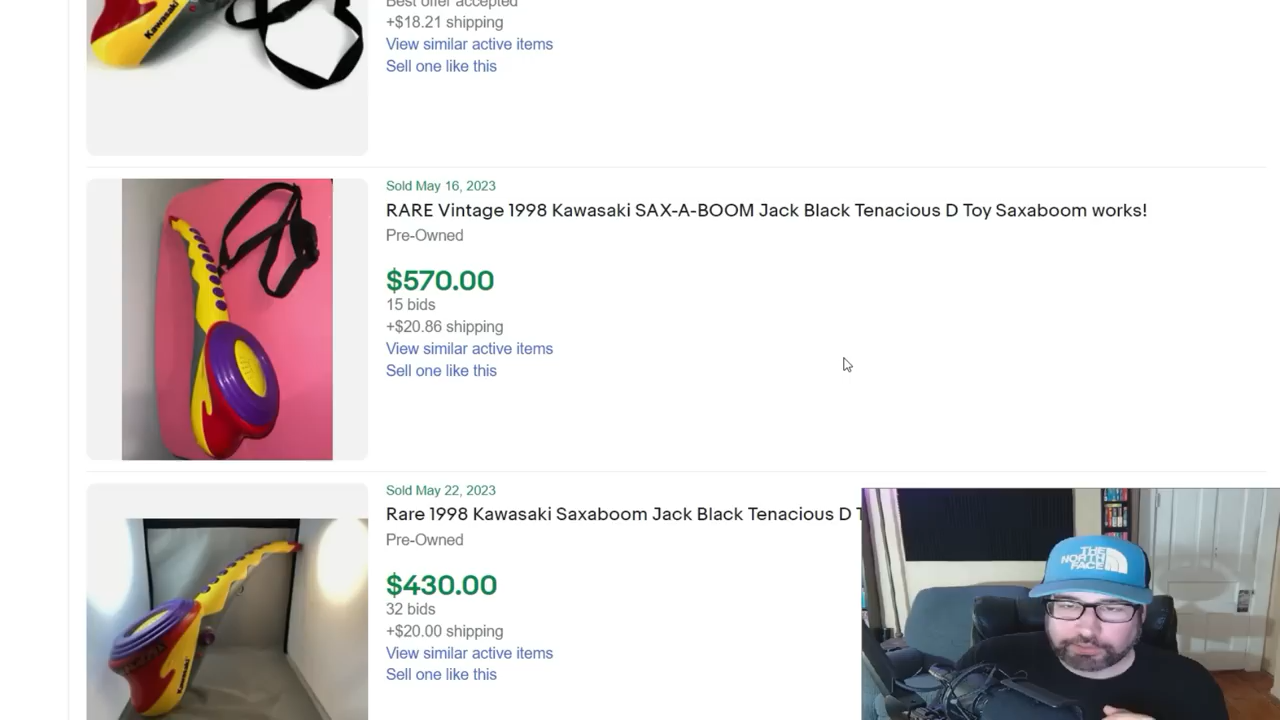 Kawasaki
Best offer accepted
+$18.21 shipping
View similar active items
Sell one like this
Sold May 16, 2023
RARE Vintage 1998 Kawasaki SAX-A-BOOM Jack Black Tenacious D Toy Saxaboom works!
Pre-Owned
$570.00
15 bids
+$20.86 shipping
View similar active items
Sell one like this
Sold May 22, 2023
Rare 1998 Kawasaki Saxaboom Jack Black Tenacious D T
Pre-Owned
$430.00
32 bids
+$20.00 shipping
View similar active items
Sell one like this
Kawasaki
THE
NORTH
FACE